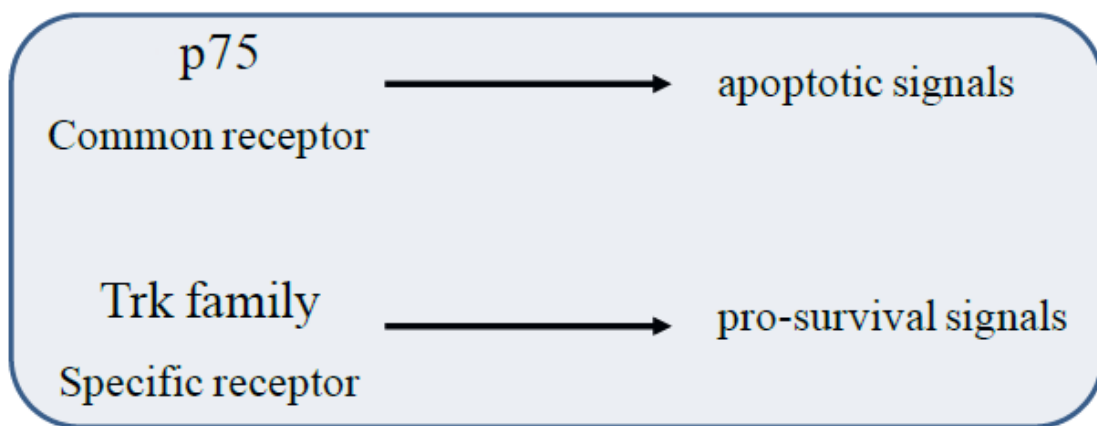 p75
apoptotic signals
Common receptor
Trk family
pro-survival signals
Specific receptor